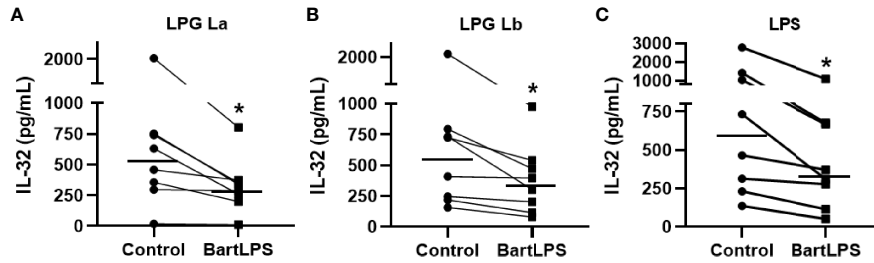 A
LPG La
IL-32 (pg/mL)
2000
1000
750
500
250
0
*
Control
BartLPS
B
LPG Lb
IL-32 (pg/mL)
2000
1000
750
500
250
0
*
Control
BartLPS
C
LPS
IL-32 (pg/mL)
3000
2000
1000
750
500
250
0
*
Control
BartLPS